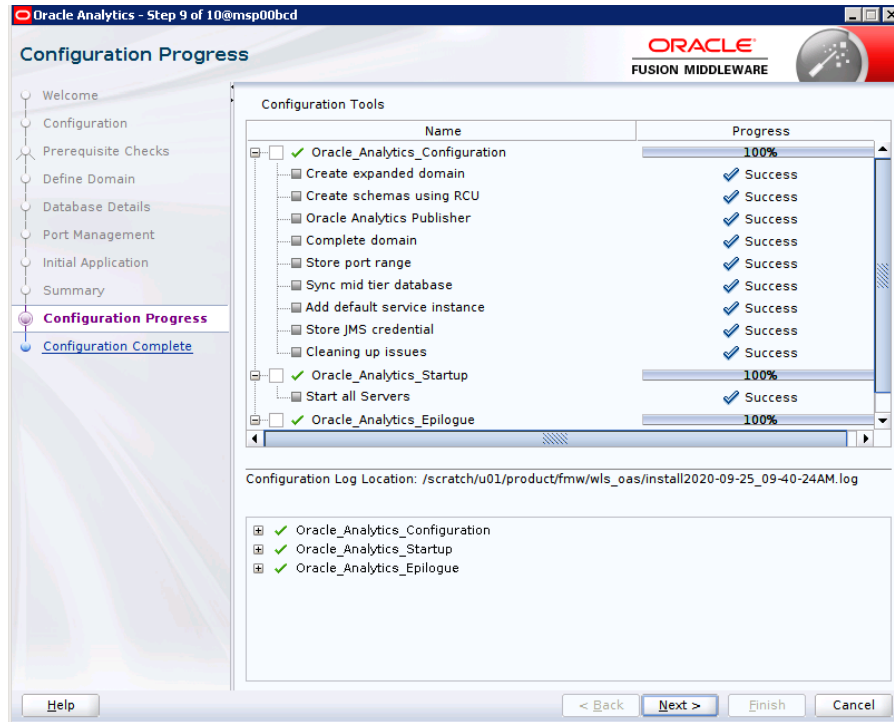 Oracle Analytics - Step 9 of 10@msp00bcd
Configuration Progress
ORACLE
FUSION MIDDLEWARE
Welcome
Configuration
Prerequisite Checks
Define Domain
Database Details
Port Management
Initial Application
Summary
Configuration Progress
Configuration Complete
Configuration Tools
Name Progress
Oracle_Analytics_Configuration 100%
Create expanded domain Success
Create schemas using RCU Success
Oracle Analytics Publisher Success
Complete domain Success
Store port range Success
Sync mid tier database Success
Add default service instance Success
Store JMS credential Success
Cleaning up issues Success
Oracle_Analytics_Startup 100%
Start all Servers Success
Oracle_Analytics_Epilogue 100%
Configuration Log Location: /scratch/u01/product/fmw/wls_oas/install2020-09-25_09-40-24AM.log
Oracle_Analytics_Configuration
Oracle_Analytics_Startup
Oracle_Analytics_Epilogue
Help < Back Next > Finish Cancel